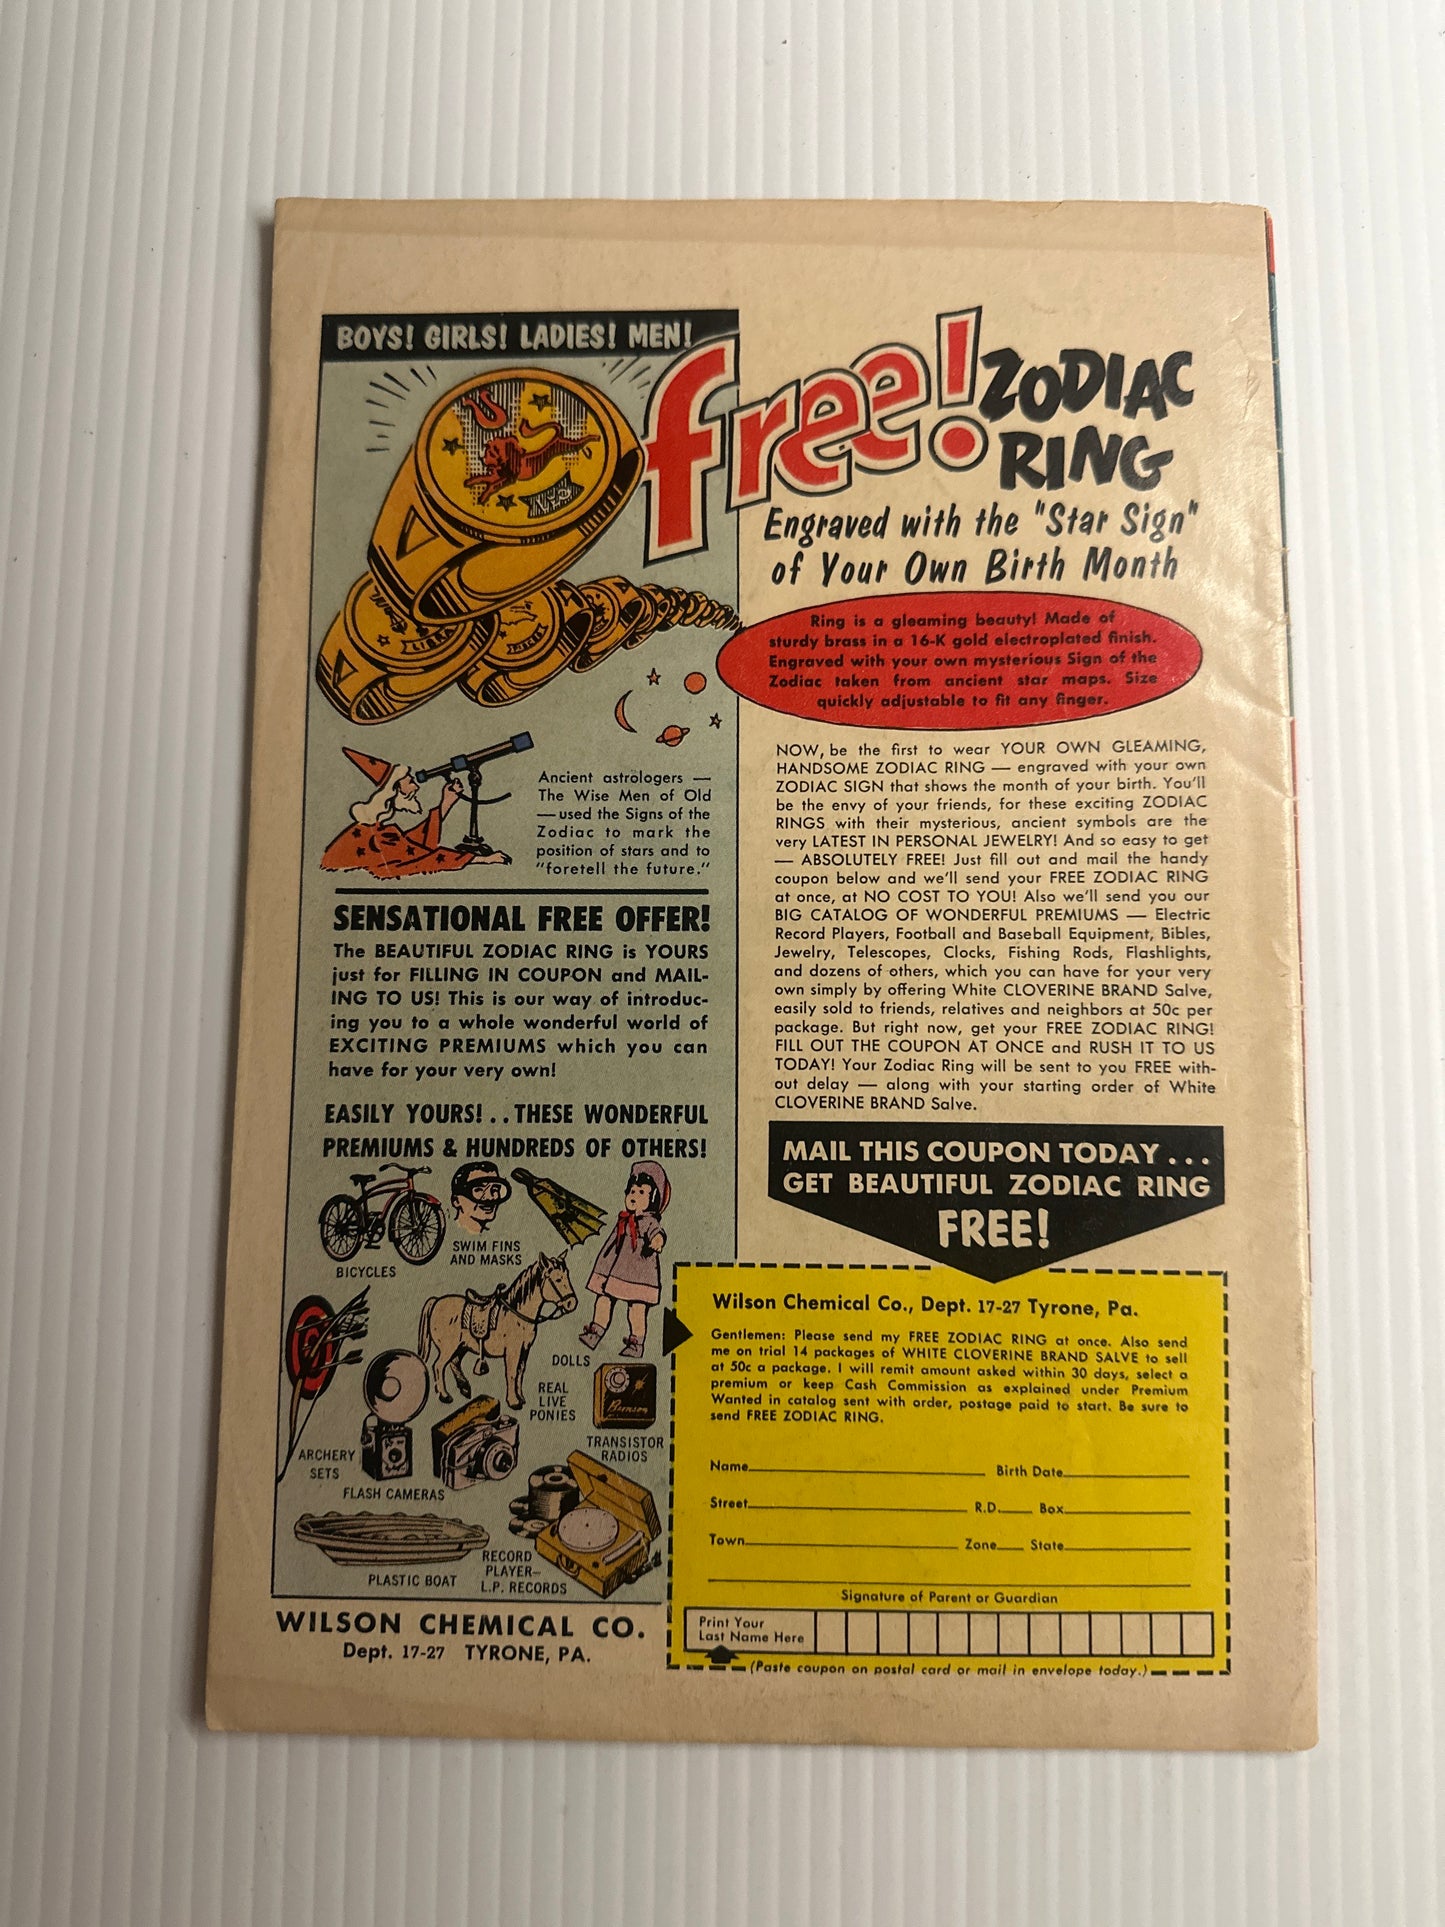 BOYS! GIRLS! LADIES! MEN!
free! ZODIAC
RING
Engraved with the "Star Sign"
of Your Own Birth Month
LIBRA
PISCES
Ring is a gleaming beauty! Made of
sturdy brass in a 16-K gold electroplated finish.
Engraved with your own mysterious Sign of the
Zodiac taken from ancient star maps. Size
quickly adjustable to fit any finger.
Ancient astrologers —
The Wise Men of Old
—used the Signs of the
Zodiac to mark the
position of stars and to
"foretell the future."
SENSATIONAL FREE OFFER!
The BEAUTIFUL ZODIAC RING is YOURS
just for FILLING IN COUPON and MAIL-
ING TO US! This is our way of introduc-
ing you to a whole wonderful world of
EXCITING PREMIUMS which you can
have for your very own!
EASILY YOURS!..THESE WONDERFUL
PREMIUMS & HUNDREDS OF OTHERS!
BICYCLES
SWIM FINS
AND MASKS
DOLLS
REAL
LIVE
PONIES
TRANSISTOR
RADIOS
ARCHERY
SETS
FLASH CAMERAS
PLASTIC BOAT
RECORD
PLAYER—
L.P. RECORDS
WILSON CHEMICAL CO.
Dept. 17-27 TYRONE, PA.
NOW, be the first to wear YOUR OWN GLEAMING,
HANDSOME ZODIAC RING — engraved with your own
ZODIAC SIGN that shows the month of your birth. You'll
be the envy of your friends, for these exciting ZODIAC
RINGS with their mysterious, ancient symbols are the
very LATEST IN PERSONAL JEWELRY! And so easy to get
— ABSOLUTELY FREE! Just fill out and mail the handy
coupon below and we'll send your FREE ZODIAC RING
at once, at NO COST TO YOU! Also we'll send you our
BIG CATALOG OF WONDERFUL PREMIUMS — Electric
Record Players, Football and Baseball Equipment, Bibles,
Jewelry, Telescopes, Clocks, Fishing Rods, Flashlights,
and dozens of others, which you can have for your very
own simply by offering White CLOVERINE BRAND Salve,
easily sold to friends, relatives and neighbors at 50c per
package. But right now, get your FREE ZODIAC RING!
FILL OUT THE COUPON AT ONCE and RUSH IT TO US
TODAY! Your Zodiac Ring will be sent to you FREE with-
out delay — along with your starting order of White
CLOVERINE BRAND Salve.
MAIL THIS COUPON TODAY...
GET BEAUTIFUL ZODIAC RING
FREE!
Wilson Chemical Co., Dept. 17-27 Tyrone, Pa.
Gentlemen: Please send my FREE ZODIAC RING at once. Also send
me on trial 14 packages of WHITE CLOVERINE BRAND SALVE to sell
at 50c a package. I will remit amount asked within 30 days, select a
premium or keep Cash Commission as explained under Premium
Wanted in catalog sent with order, postage paid to start. Be sure to
send FREE ZODIAC RING.
Name Birth Date
Street R.D. Box
Town Zone State
Signature of Parent or Guardian
Print Your
Last Name Here
(Paste coupon on postal card or mail in envelope today.)